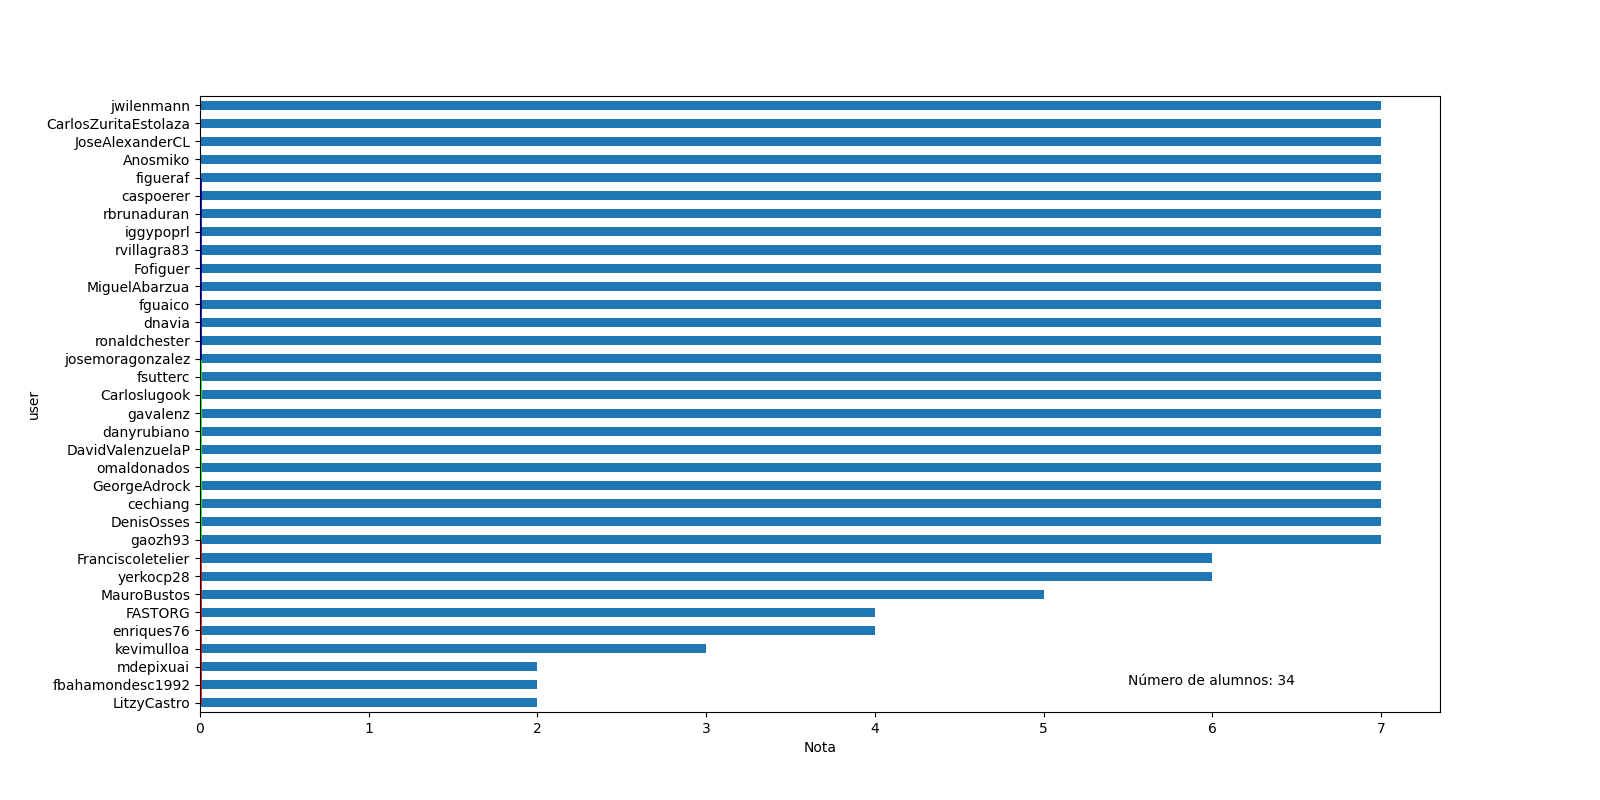 jwilenmann
CarlosZuritaEstolaza
JoseAlexanderCL
Anosmiko
figueraf
caspoerer
rbrunaduran
iggypoprl
rvillagra83
Fofiguer
MiguelAbarzua
fguaico
dnavia
ronaldchester
josemoragonzalez
fsutterc
Carloslugook
gavalenz
danyrubiano
DavidValenzuelaP
omaldonados
GeorgeAdrock
cechiang
DenisOsses
gaozh93
Franciscoletelier
yerkocp28
MauroBustos
FASTORG
enriques76
kevimulloa
mdepixuai
fbahamondesc1992
LitzyCastro
user
Número de alumnos: 34
0 1 2 3 4 5 6 7
Nota